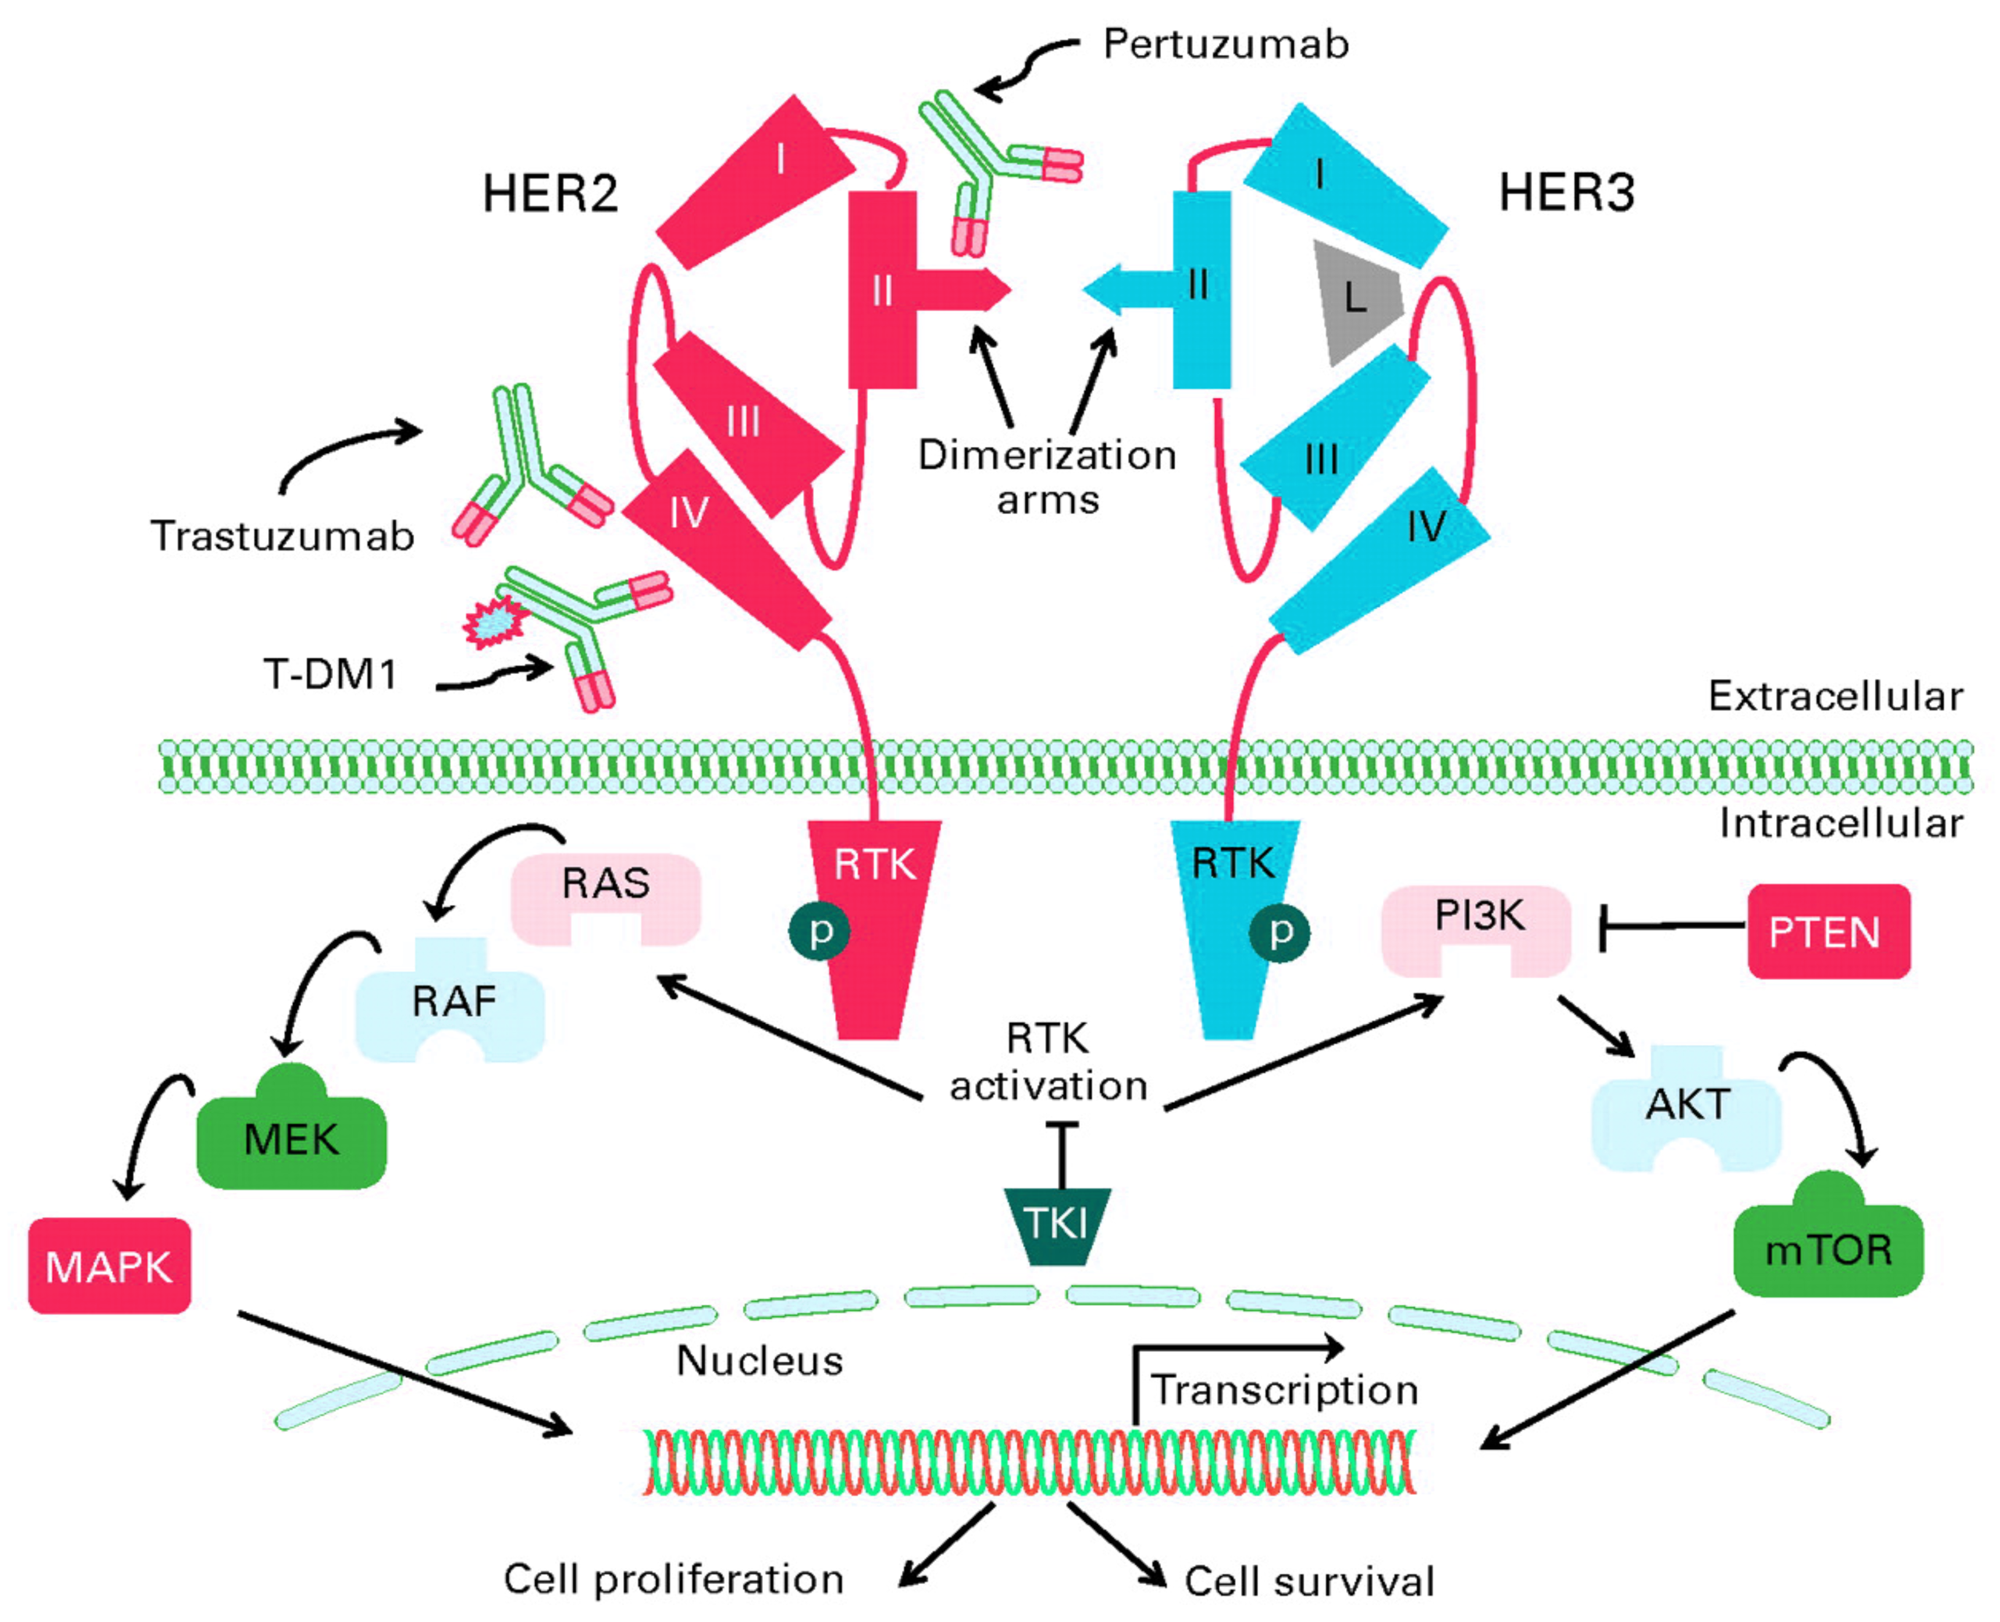 Pertuzumab
HER2
I
I
HER3
II
II
L
III
Dimerization
arms
III
IV
IV
Trastuzumab
T-DM1
Extracellular
Intracellular
RTK
RTK
RAS
p
p
PI3K
PTEN
RAF
RTK
activation
AKT
MEK
TKI
mTOR
MAPK
Nucleus
Transcription
Cell proliferation
Cell survival